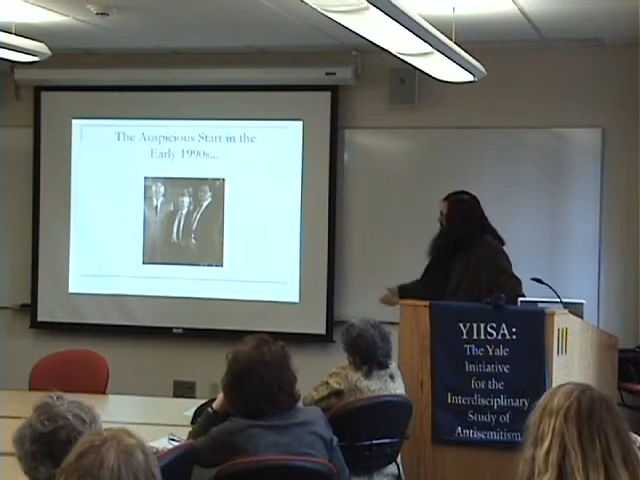 The Auspicious Start in the
Early 1990s...
YIISA:
The Yale
Initiative
for the
Interdisciplinary
Study of
Antisemitism